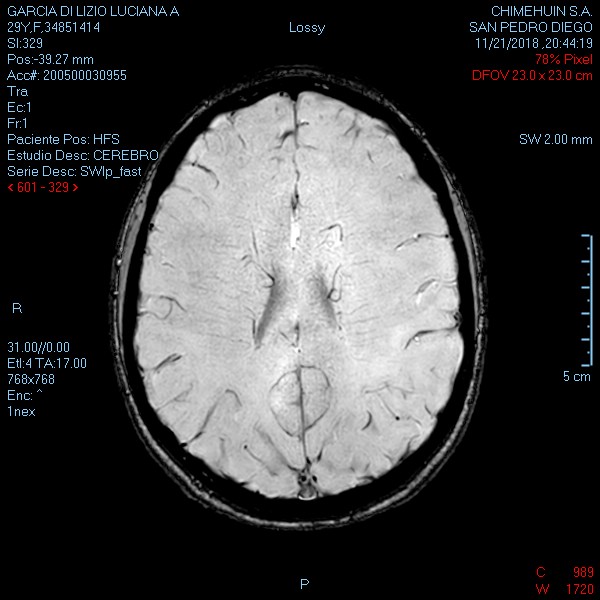 GARCIA DI LIZIO LUCIANA A
29Y,F,34851414
SI:329
Pos:-39.27 mm
Acc#: 200500030955
Tra
Ec:1
Fr:1
Paciente Pos: HFS
Estudio Desc: CEREBRO
Serie Desc: SWIp_fast
< 601 - 329 >
Lossy
CHIMEHUIN S.A.
SAN PEDRO DIEGO
11/21/2018 ,20:44:19
78% Pixel
DFOV 23.0 x 23.0 cm
SW 2.00 mm
R
31.00//0.00
Etl:4 TA:17.00
768x768
Enc: ^
1nex
5 cm
P
C 989
W 1720